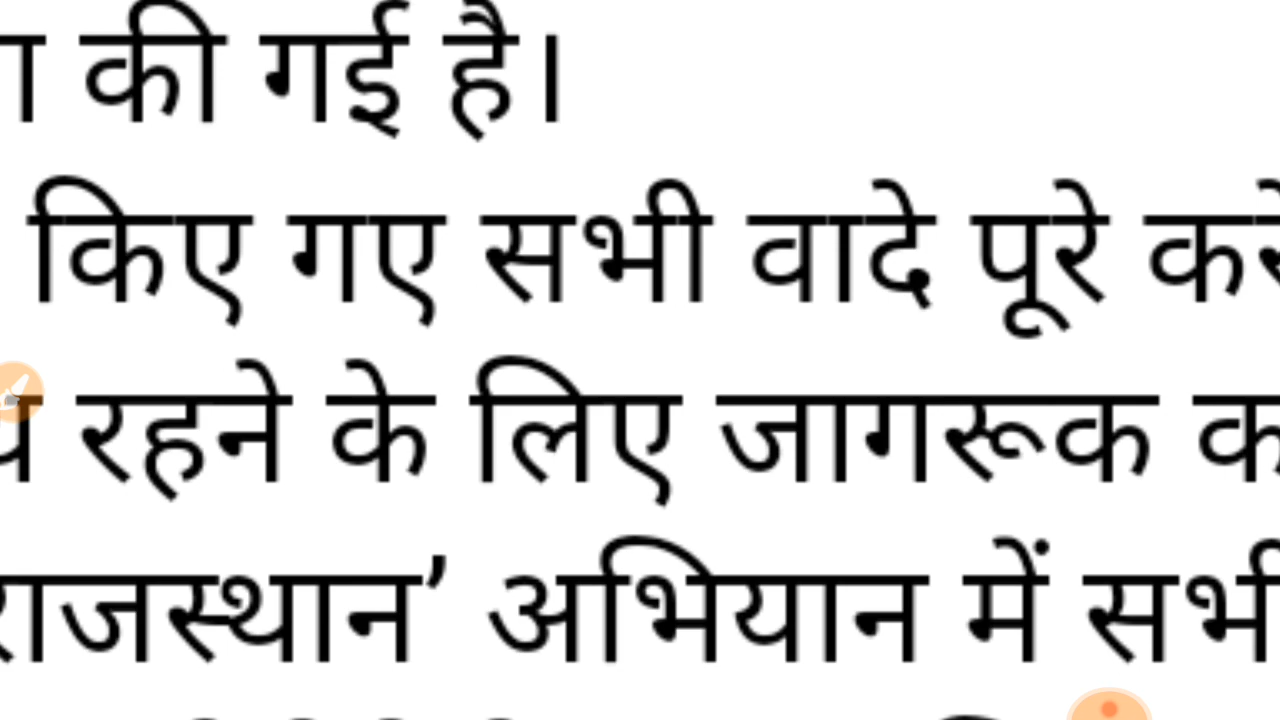 की गई है।
किए गए सभी वादे पूरे
रहने के लिए जागरूक
राजस्थान’ अभियान में सभी